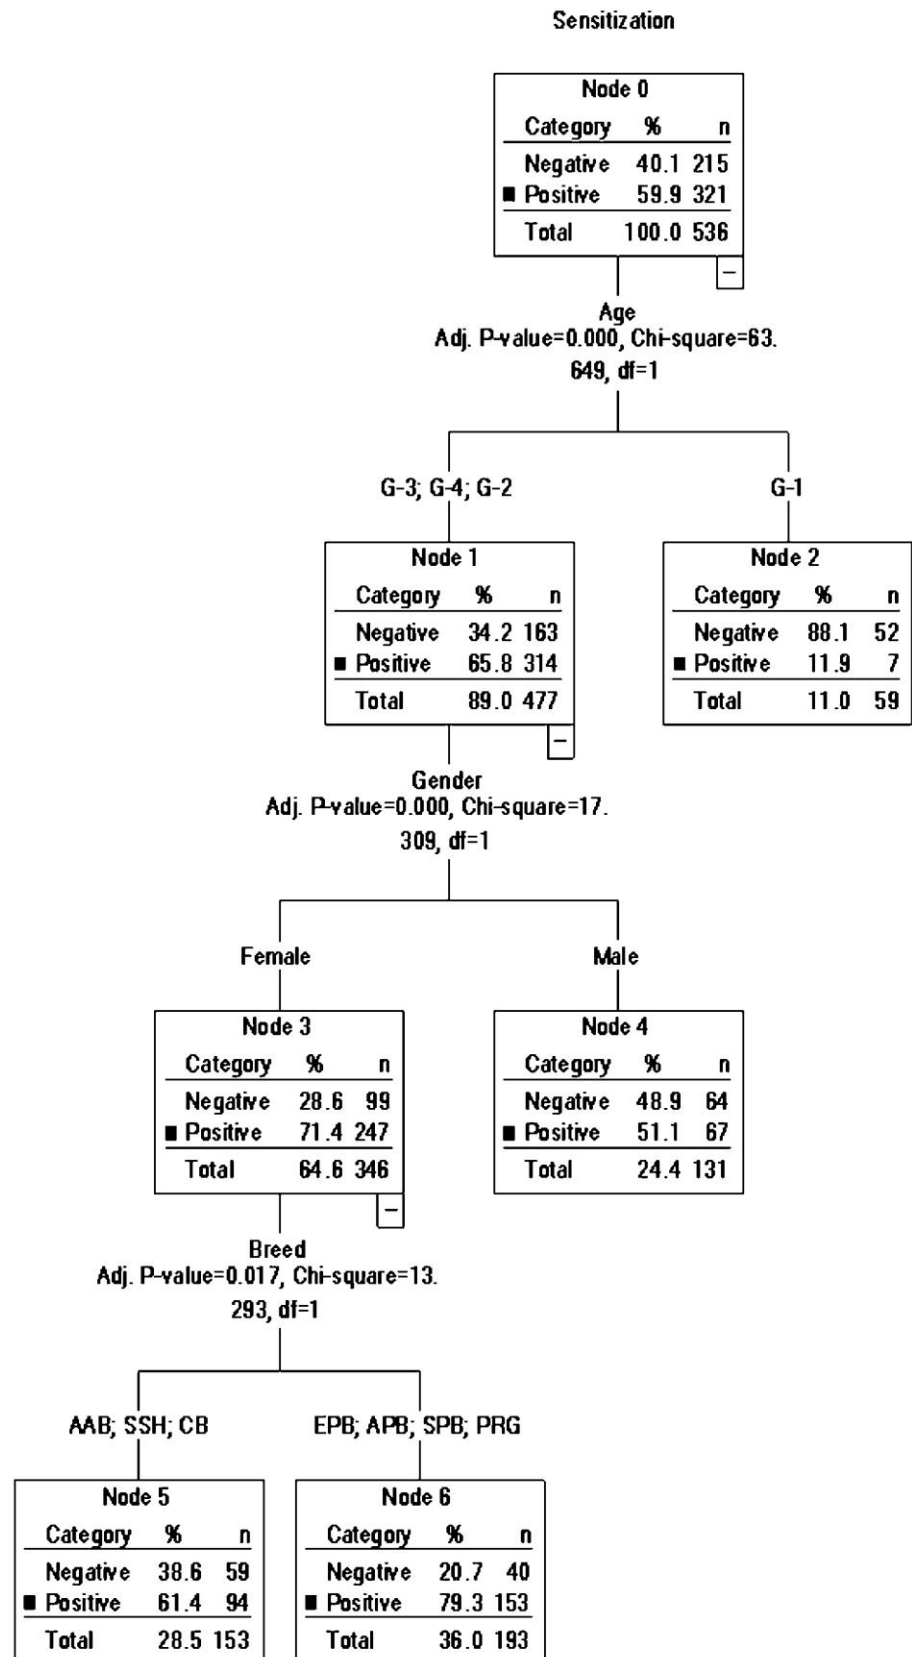 Sensitization
Node 0
Category % n
Negative 40.1 215
Positive 59.9 321
Total 100.0 536
Age
Adj. P-value=0.000, Chi-square=63.
649, df=1
G-3; G-4; G-2
G-1
Node 1
Category % n
Negative 34.2 163
Positive 65.8 314
Total 89.0 477
Node 2
Category % n
Negative 88.1 52
Positive 11.9 7
Total 11.0 59
Gender
Adj. P-value=0.000, Chi-square=17.
309, df=1
Female
Male
Node 3
Category % n
Negative 28.6 99
Positive 71.4 247
Total 64.6 346
Node 4
Category % n
Negative 48.9 64
Positive 51.1 67
Total 24.4 131
Breed
Adj. P-value=0.017, Chi-square=13.
293, df=1
AAB; SSH; CB
EPB; APB; SPB; PRG
Node 5
Category % n
Negative 38.6 59
Positive 61.4 94
Total 28.5 153
Node 6
Category % n
Negative 20.7 40
Positive 79.3 153
Total 36.0 193